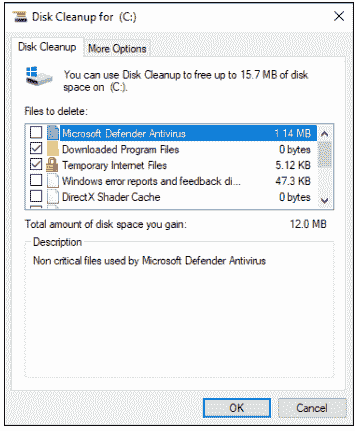 Disk Cleanup for (C:)
Disk Cleanup
More Options
You can use Disk Cleanup to free up to 15.7 MB of disk
space on (C:).
Files to delete:
Microsoft Defender Antivirus 1.14 MB
Downloaded Program Files 0 bytes
Temporary Internet Files 5.12 KB
Windows error reports and feedback di... 47.3 KB
DirectX Shader Cache 0 bytes
Total amount of disk space you gain: 12.0 MB
Description
Non critical files used by Microsoft Defender Antivirus
OK
Cancel